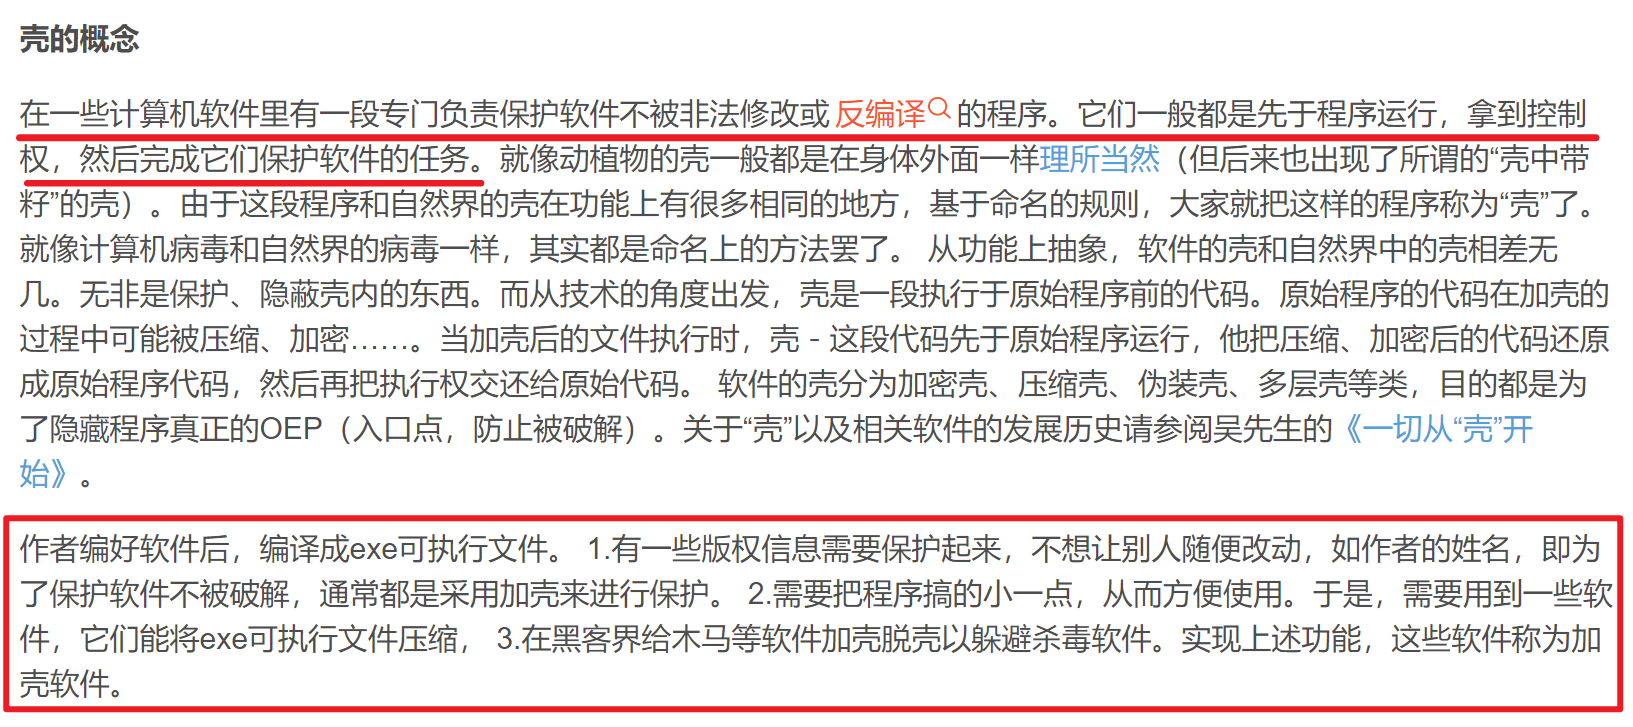 壳的概念
在一些计算机软件里有一段专门负责保护软件不被非法修改或 反编译 的程序。它们一般都是先于程序运行，拿到控制
权，然后完成它们保护软件的任务。就像动植物的壳一般都是在身体外面一样理所当然（但后来也出现了所谓的“壳中带
籽”的壳）。由于这段程序和自然界的壳在功能上有很多相同的地方，基于命名的规则，大家就把这样的程序称为“壳”了。
就像计算机病毒和自然界的病毒一样，其实都是命名上的方法罢了。 从功能上抽象，软件的壳和自然界中的壳相差无
几。无非是保护、隐蔽壳内的东西。而从技术的角度出发，壳是一段执行于原始程序前的代码。原始程序的代码在加壳的
过程中可能被压缩、加密……。当加壳后的文件执行时，壳－这段代码先于原始程序运行，他把压缩、加密后的代码还原
成原始程序代码，然后再把执行权交还给原始代码。 软件的壳分为加密壳、压缩壳、伪装壳、多层壳等类，目的都是为
了隐藏程序真正的OEP（入口点，防止被破解）。关于“壳”以及相关软件的发展历史请参阅吴先生的《一切从“壳”开
始》。
作者编好软件后，编译成exe可执行文件。 1.有一些版权信息需要保护起来，不想让别人随便改动，如作者的姓名，即为
了保护软件不被破解，通常都是采用加壳来进行保护。 2.需要把程序搞的小一点，从而方便使用。于是，需要用到一些软
件，它们能将exe可执行文件压缩， 3.在黑客界给木马等软件加壳脱壳以躲避杀毒软件。实现上述功能，这些软件称为加
壳软件。